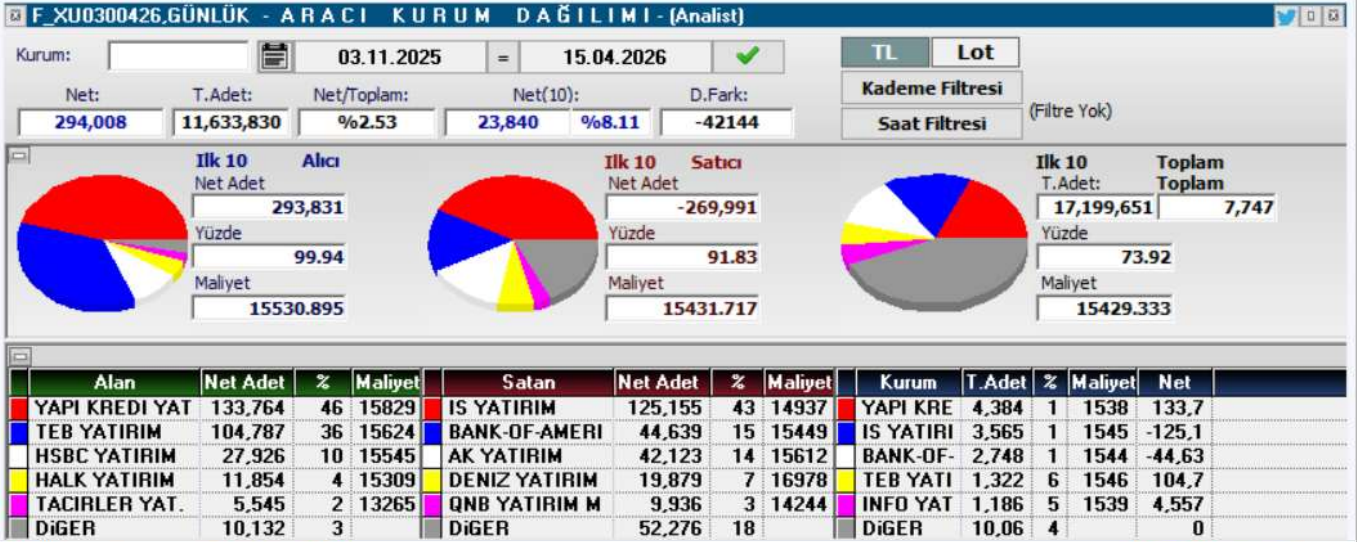 F_XU0300426,GÜNLÜK - ARACI KURUM DAĞILIMI-(Analist)
Kurum: 03.11.2025 = 15.04.2026 TL Lot
Kademe Filtresi
Net: T.Adet: Net/Toplam: Net(10): D.Fark:
294,008 11,633,830 %2.53 23,840 %8.11 -42144 Saat Filtresi (Filtre Yok)
Ilk 10 Alıcı Ilk 10 Satıcı Ilk 10 Toplam
Net Adet Net Adet T.Adet: Toplam
293,831 -269,991 17,199,651 7,747
Yüzde Yüzde Yüzde
99.94 91.83 73.92
Maliyet Maliyet Maliyet
15530.895 15431.717 15429.333
Alan Net Adet % Maliyet Satan Net Adet % Maliyet Kurum T.Adet % Maliyet Net
YAPI KREDI YAT 133,764 46 15829 IS YATIRIM 125,155 43 14937 YAPI KRE 4,384 1 1538 133,7
TEB YATIRIM 104,787 36 15624 BANK-OF-AMERI 44,639 15 15449 IS YATIRI 3,565 1 1545 -125,1
HSBC YATIRIM 27,926 10 15545 AK YATIRIM 42,123 14 15612 BANK-OF- 2,748 1 1544 -44,63
HALK YATIRIM 11,854 4 15309 DENIZ YATIRIM 19,879 7 16978 TEB YATI 1,322 6 1546 104,7
TACIRLER YAT. 5,545 2 13265 QNB YATIRIM M 9,936 3 14244 INFO YAT 1,186 5 1539 4,557
DiGER 10,132 3 DiGER 52,276 18 DiGER 10,06 4 0